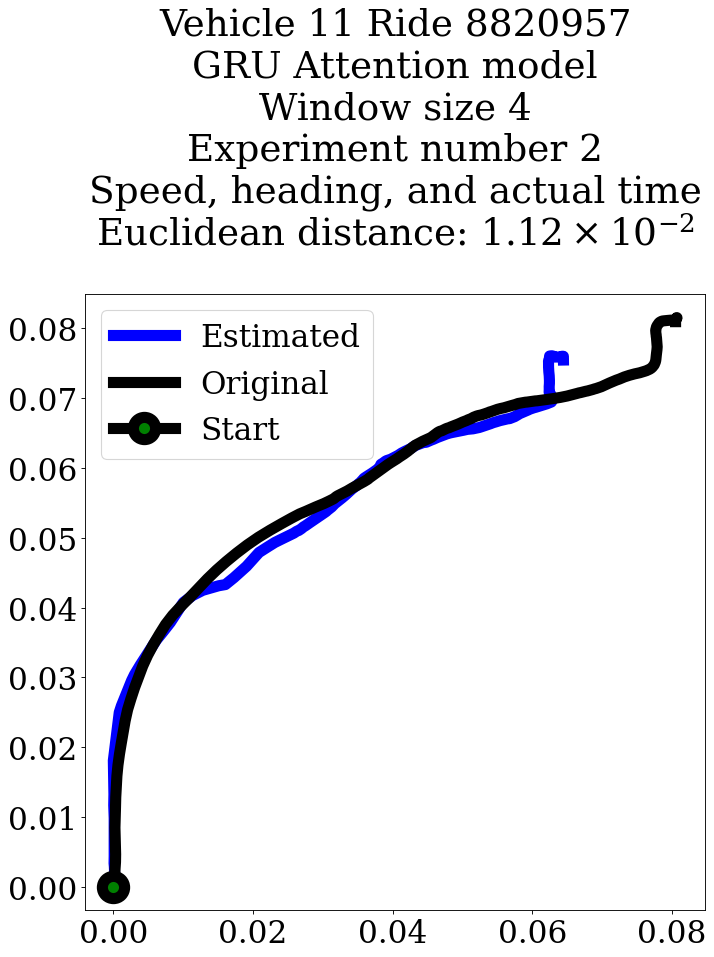 Vehicle 11 Ride 8820957
GRU Attention model
Window size 4
Experiment number 2
Speed, heading, and actual time
Euclidean distance: 1.12 × 10⁻²
Estimated
Original
Start
0.08
0.07
0.06
0.05
0.04
0.03
0.02
0.01
0.00
0.00 0.02 0.04 0.06 0.08